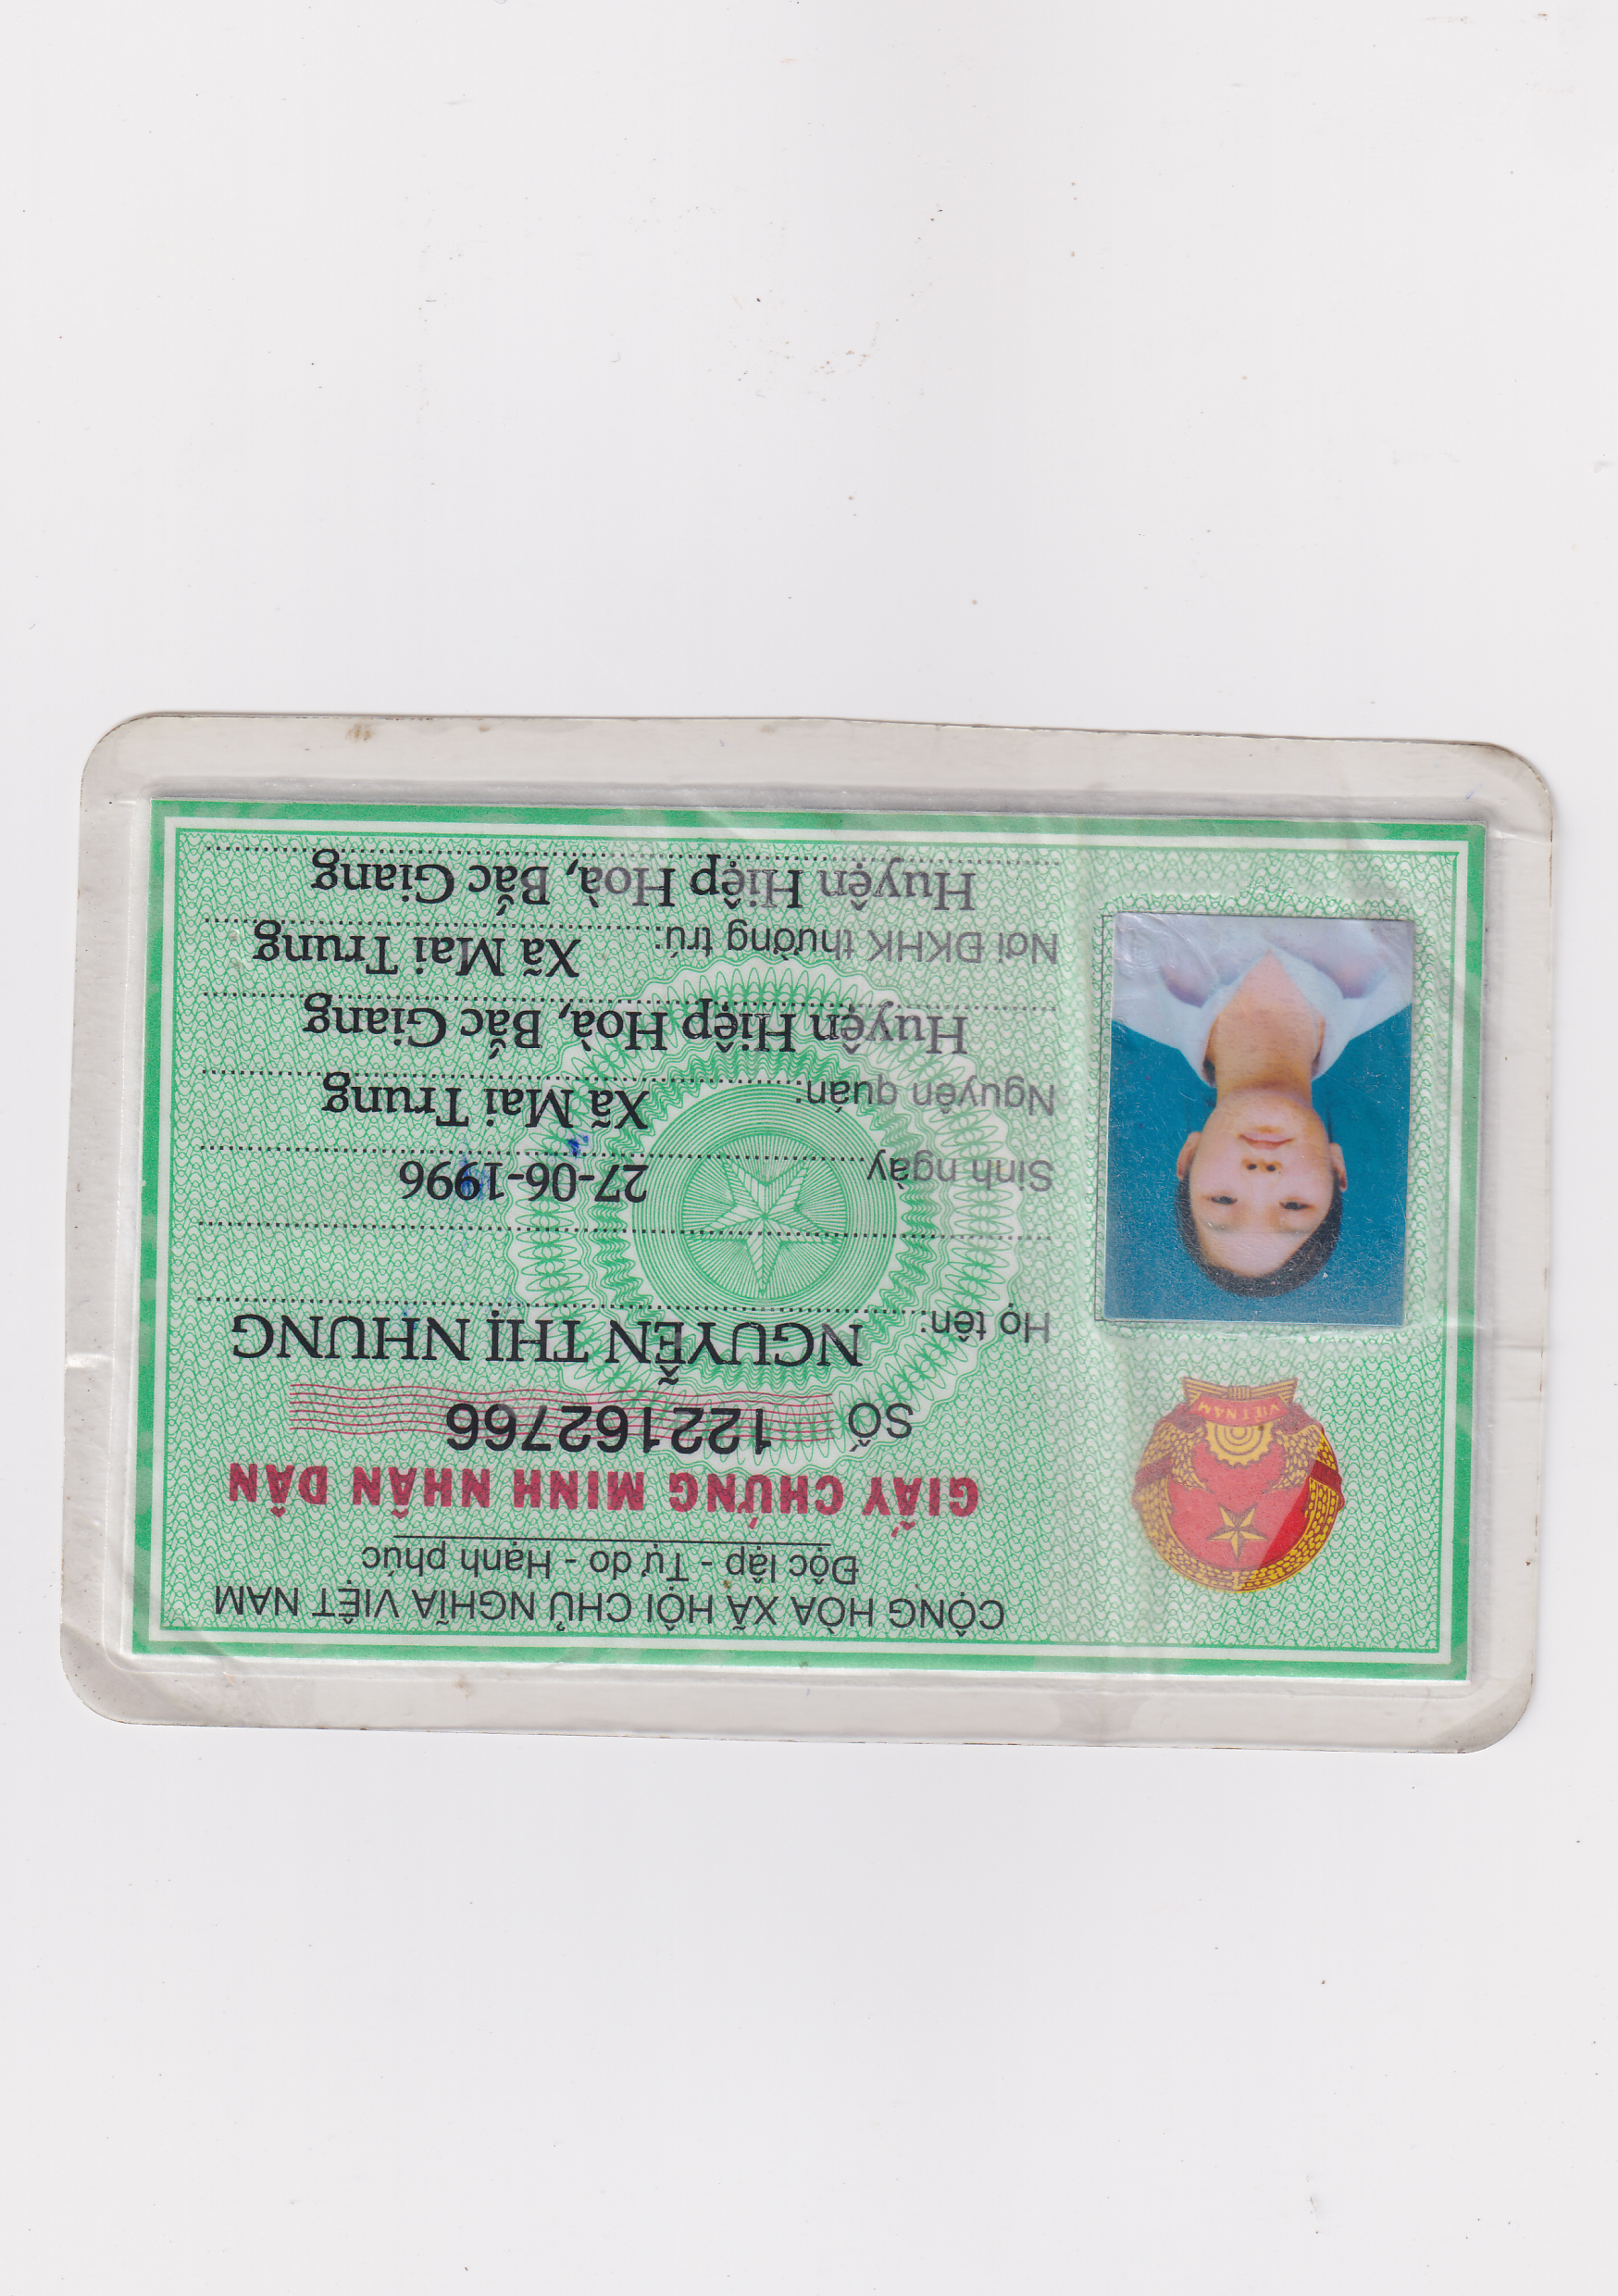 CỘNG HÒA XÃ HỘI CHỦ NGHĨA VIỆT NAM
Độc lập - Tự do - Hạnh phúc
GIẤY CHỨNG MINH NHÂN DÂN
SỐ 122162766
Họ tên: NGUYỄN THỊ NHUNG
Sinh ngày 27-06-1996
Nguyên quán: Xã Mai Trung
Huyện Hiệp Hoà, Bắc Giang
Nơi ĐKHK thường trú: Xã Mai Trung
Huyện Hiệp Hoà, Bắc Giang
VIỆT NAM